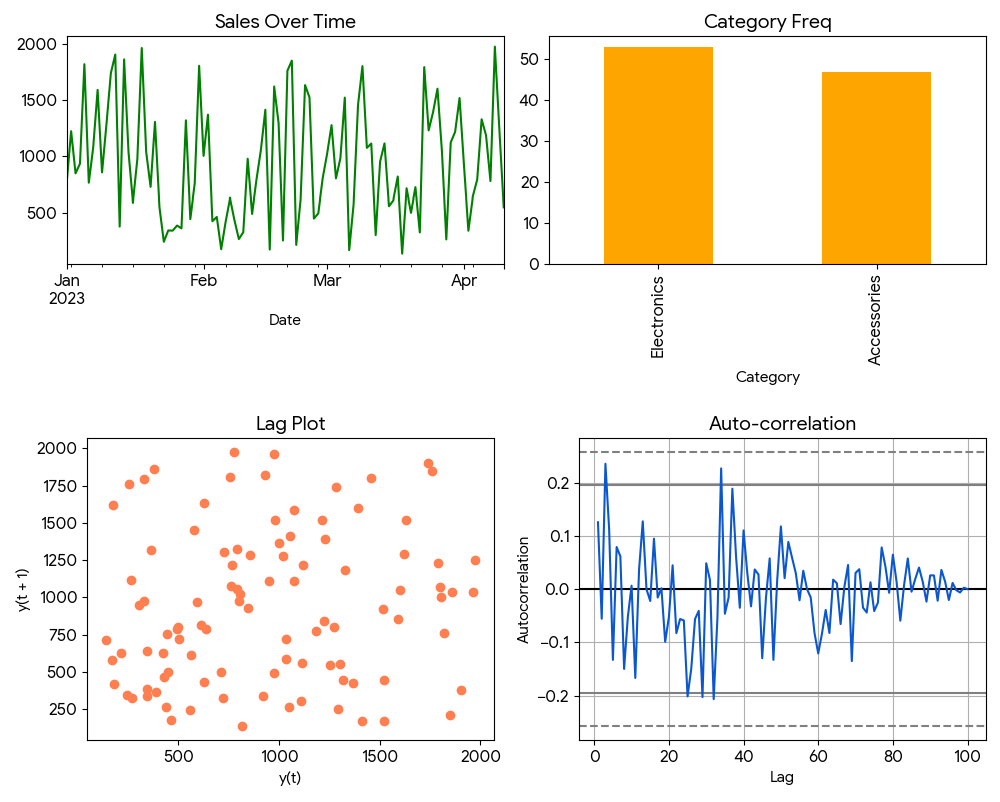 Sales Over Time
2000
1500
1000
500
Jan
2023
Feb
Mar
Apr
Date
Category Freq
50
40
30
20
10
0
Electronics
Accessories
Category
Lag Plot
2000
1750
1500
1250
1000
750
500
250
y(t + 1)
500
1000
1500
2000
y(t)
Auto-correlation
0.2
0.1
0.0
−0.1
−0.2
Autocorrelation
0
20
40
60
80
100
Lag